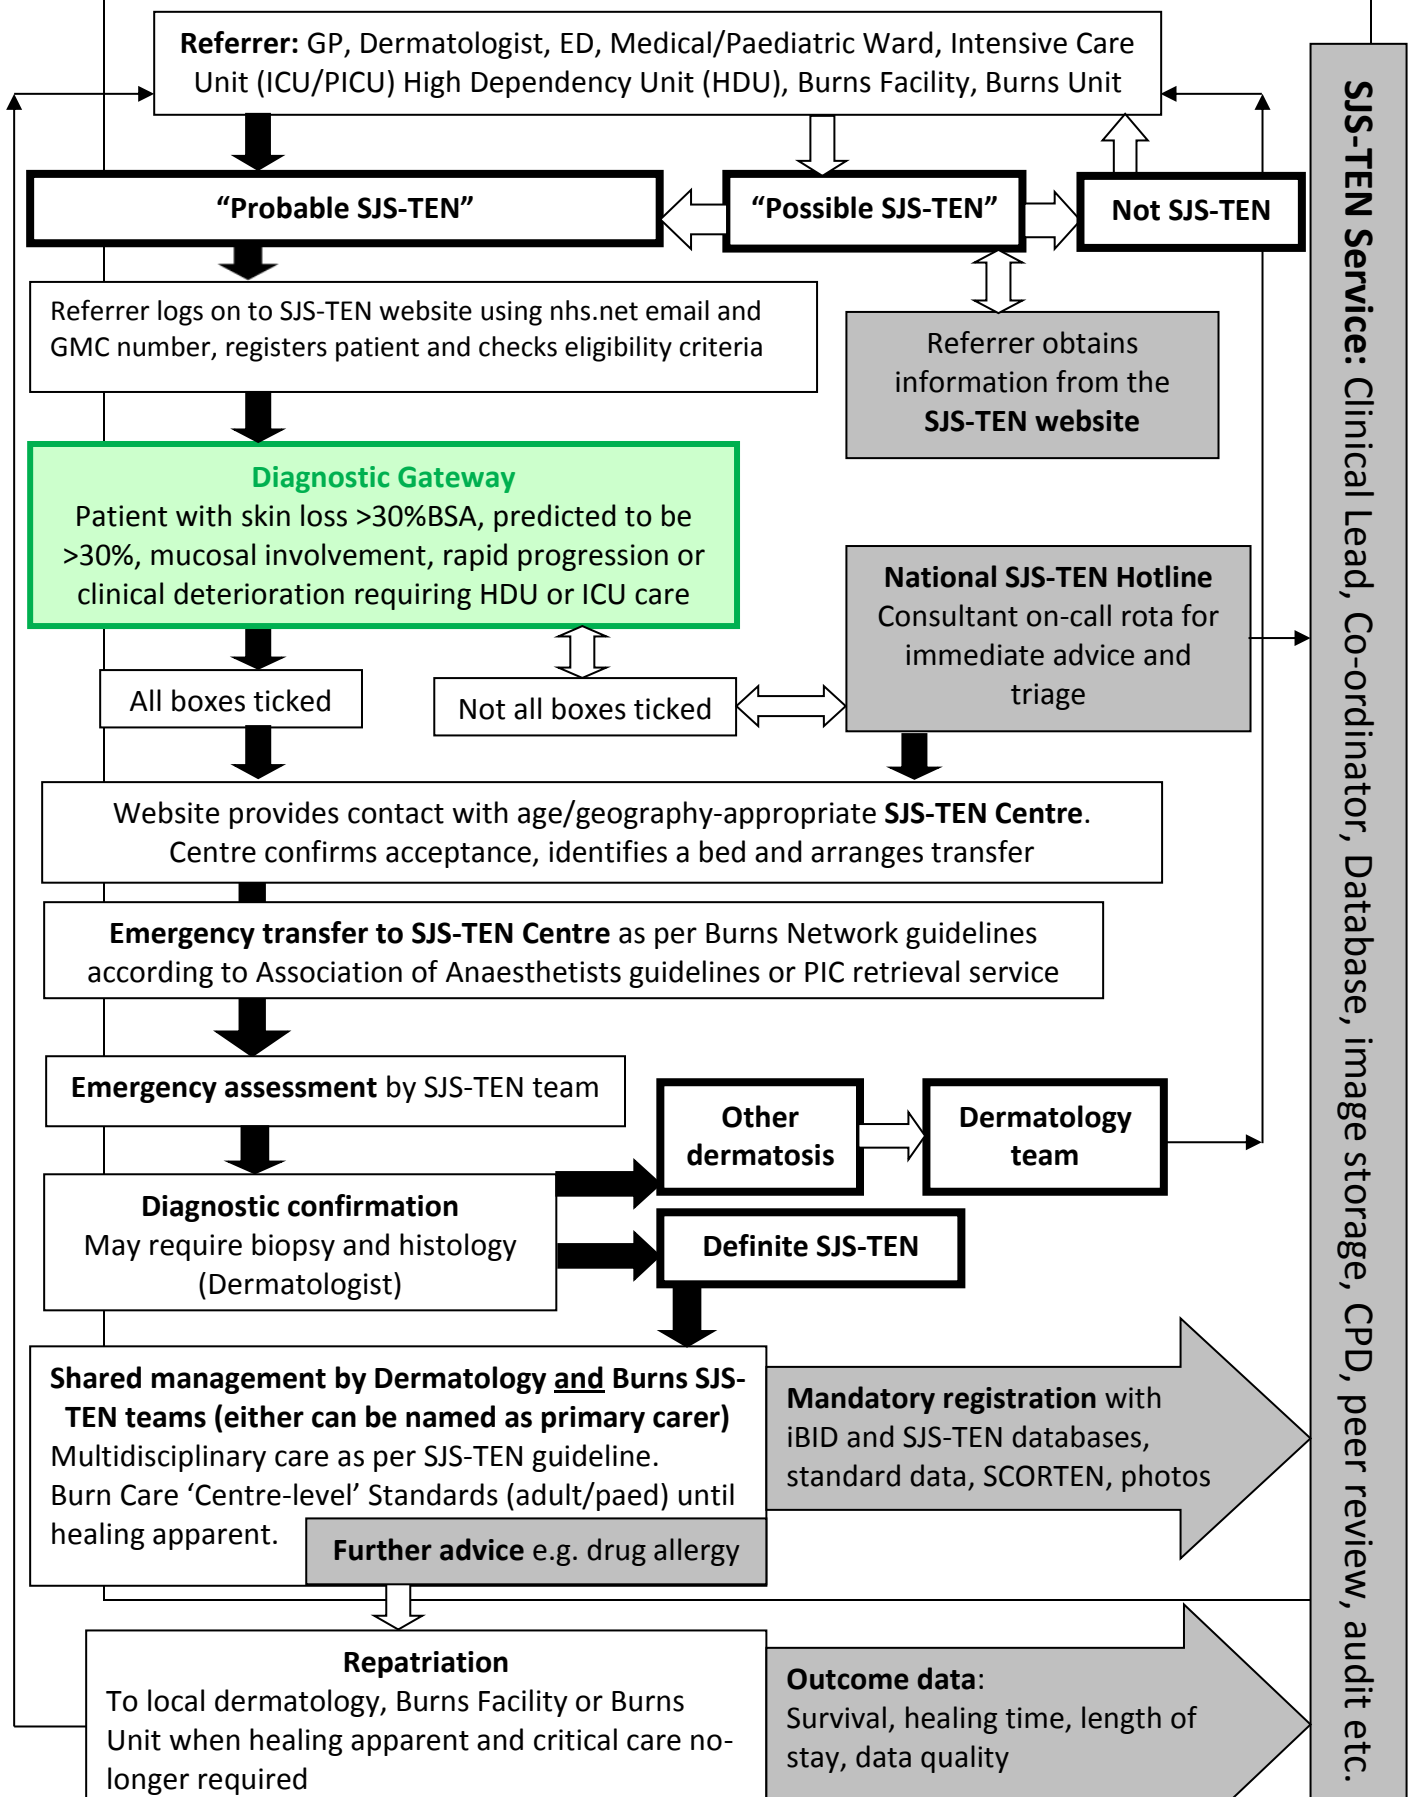 Referrer: GP, Dermatologist, ED, Medical/Paediatric Ward, Intensive Care
Unit (ICU/PICU) High Dependency Unit (HDU), Burns Facility, Burns Unit
“Probable SJS-TEN”
“Possible SJS-TEN”
Not SJS-TEN
Referrer logs on to SJS-TEN website using nhs.net email and
GMC number, registers patient and checks eligibility criteria
Referrer obtains
information from the
SJS-TEN website
Diagnostic Gateway
Patient with skin loss >30%BSA, predicted to be
>30%, mucosal involvement, rapid progression or
clinical deterioration requiring HDU or ICU care
National SJS-TEN Hotline
Consultant on-call rota for
immediate advice and
triage
All boxes ticked
Not all boxes ticked
Website provides contact with age/geography-appropriate SJS-TEN Centre.
Centre confirms acceptance, identifies a bed and arranges transfer
Emergency transfer to SJS-TEN Centre as per Burns Network guidelines
according to Association of Anaesthetists guidelines or PIC retrieval service
Emergency assessment by SJS-TEN team
Other
dermatosis
Dermatology
team
Diagnostic confirmation
May require biopsy and histology
(Dermatologist)
Definite SJS-TEN
Shared management by Dermatology and Burns SJS-
TEN teams (either can be named as primary carer)
Multidisciplinary care as per SJS-TEN guideline.
Burn Care ‘Centre-level’ Standards (adult/paed) until
healing apparent.
Further advice e.g. drug allergy
Mandatory registration with
iBID and SJS-TEN databases,
standard data, SCORTEN, photos
Repatriation
To local dermatology, Burns Facility or Burns
Unit when healing apparent and critical care no-
longer required
Outcome data:
Survival, healing time, length of
stay, data quality
SJS-TEN Service: Clinical Lead, Co-ordinator, Database, image storage, CPD, peer review, audit etc.